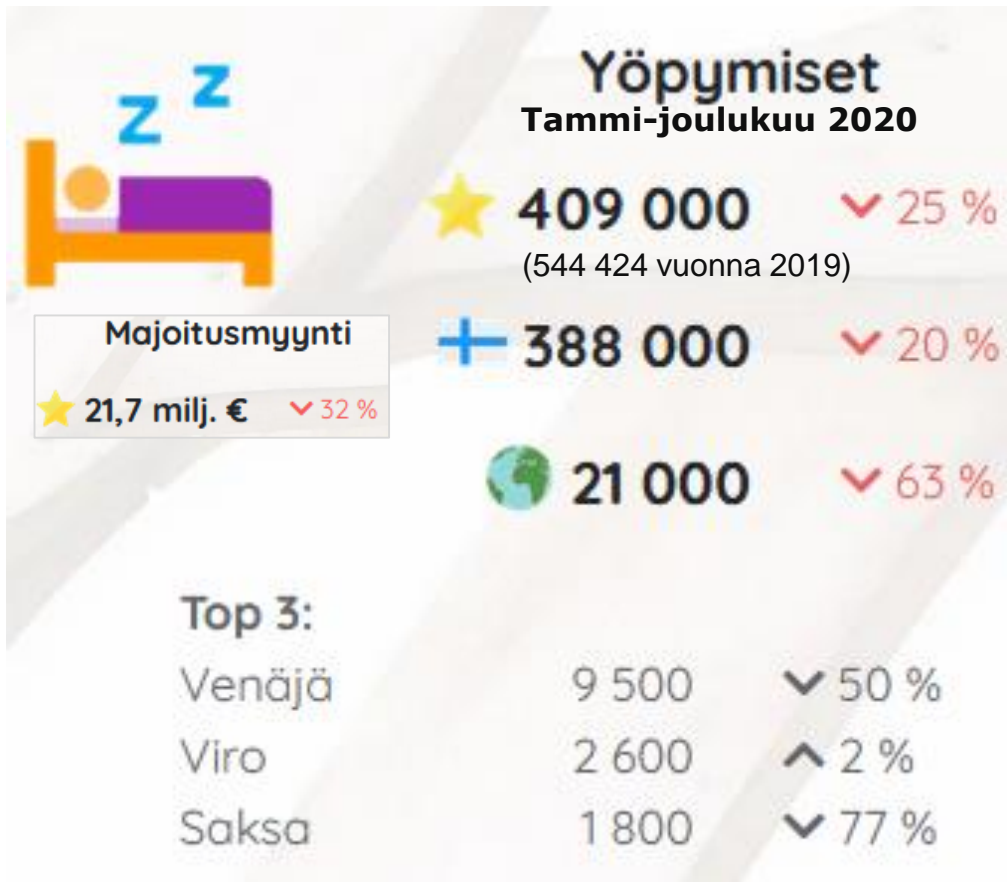 Z Z
Yöpymiset
Tammi-joulukuu 2020
409 000 25 %
(544 424 vuonna 2019)
Majoitusmyynti
21,7 milj. € 32 %
388 000 20 %
21 000 63 %
Top 3:
Venäjä 9 500 50 %
Viro 2 600 2 %
Saksa 1 800 77 %